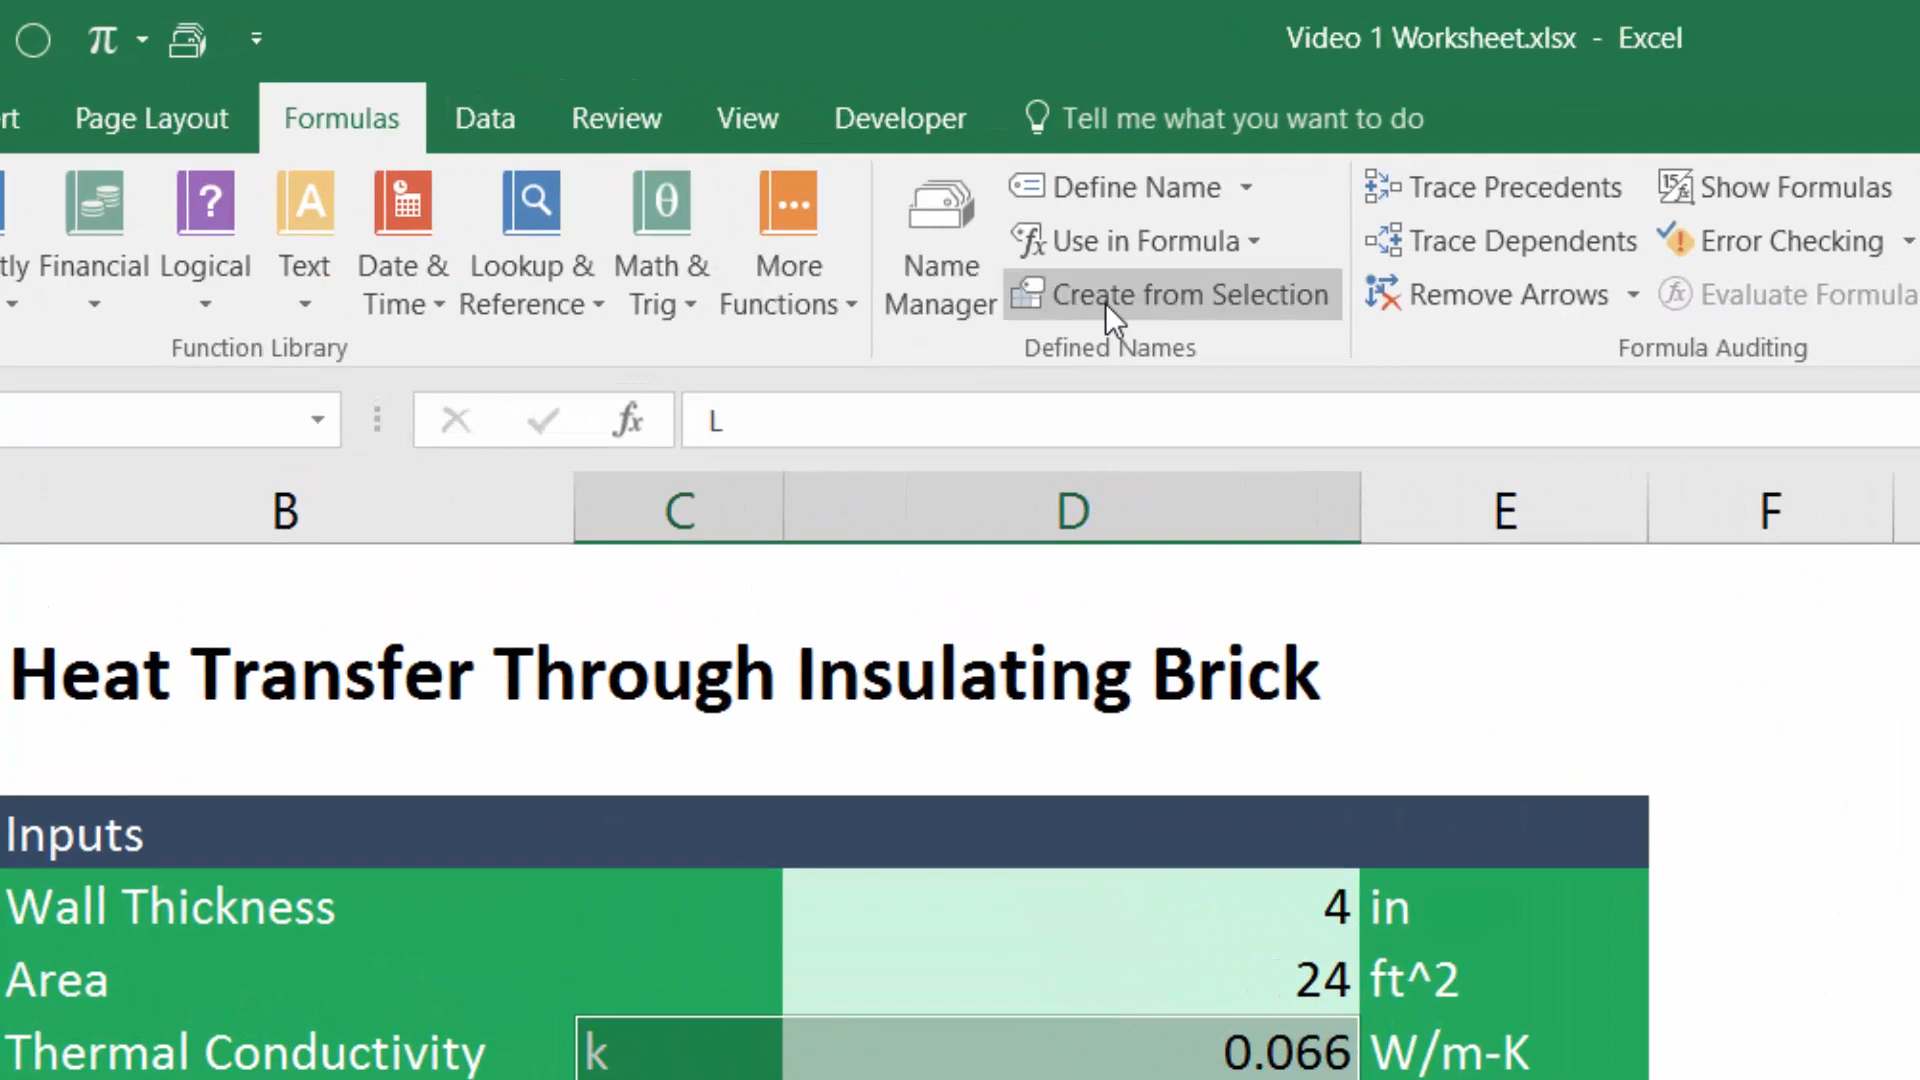 π
Video 1 Worksheet.xlsx - Excel
rt Page Layout Formulas Data Review View Developer Tell me what you want to do
tly Financial Logical Text Date & Time Lookup & Reference Math & Trig More Functions
Function Library
Name Manager
Define Name
Use in Formula
Create from Selection
Defined Names
Trace Precedents Show Formulas
Trace Dependents Error Checking
Remove Arrows Evaluate Formula
Formula Auditing
fx L
B C D E F
Heat Transfer Through Insulating Brick
Inputs
Wall Thickness 4 in
Area 24 ft^2
Thermal Conductivity k 0.066 W/m-K